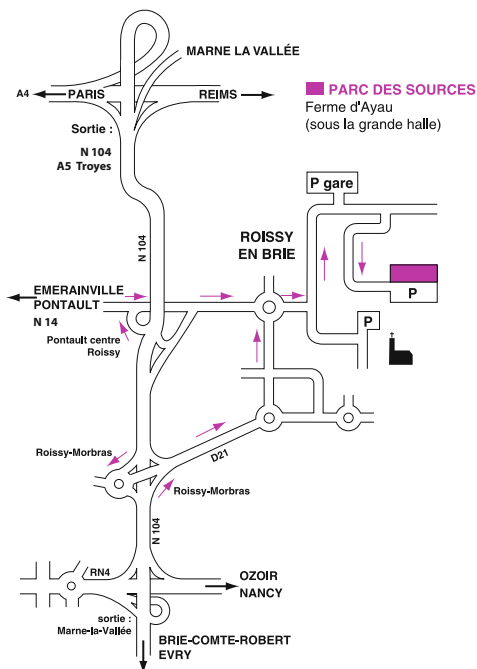 MARNE LA VALLÉE
A4
PARIS
REIMS
PARC DES SOURCES
Ferme d'Ayau
(sous la grande halle)
Sortie :
N 104
A5 Troyes
P gare
N 104
ROISSY
EN BRIE
EMERAINVILLE
PONTAULT
N 14
P
P
Pontault centre
Roissy
Roissy-Morbras
D21
Roissy-Morbras
N 104
RN4
OZOIR
NANCY
sortie :
Marne-la-Vallée
BRIE-COMTE-ROBERT
EVRY